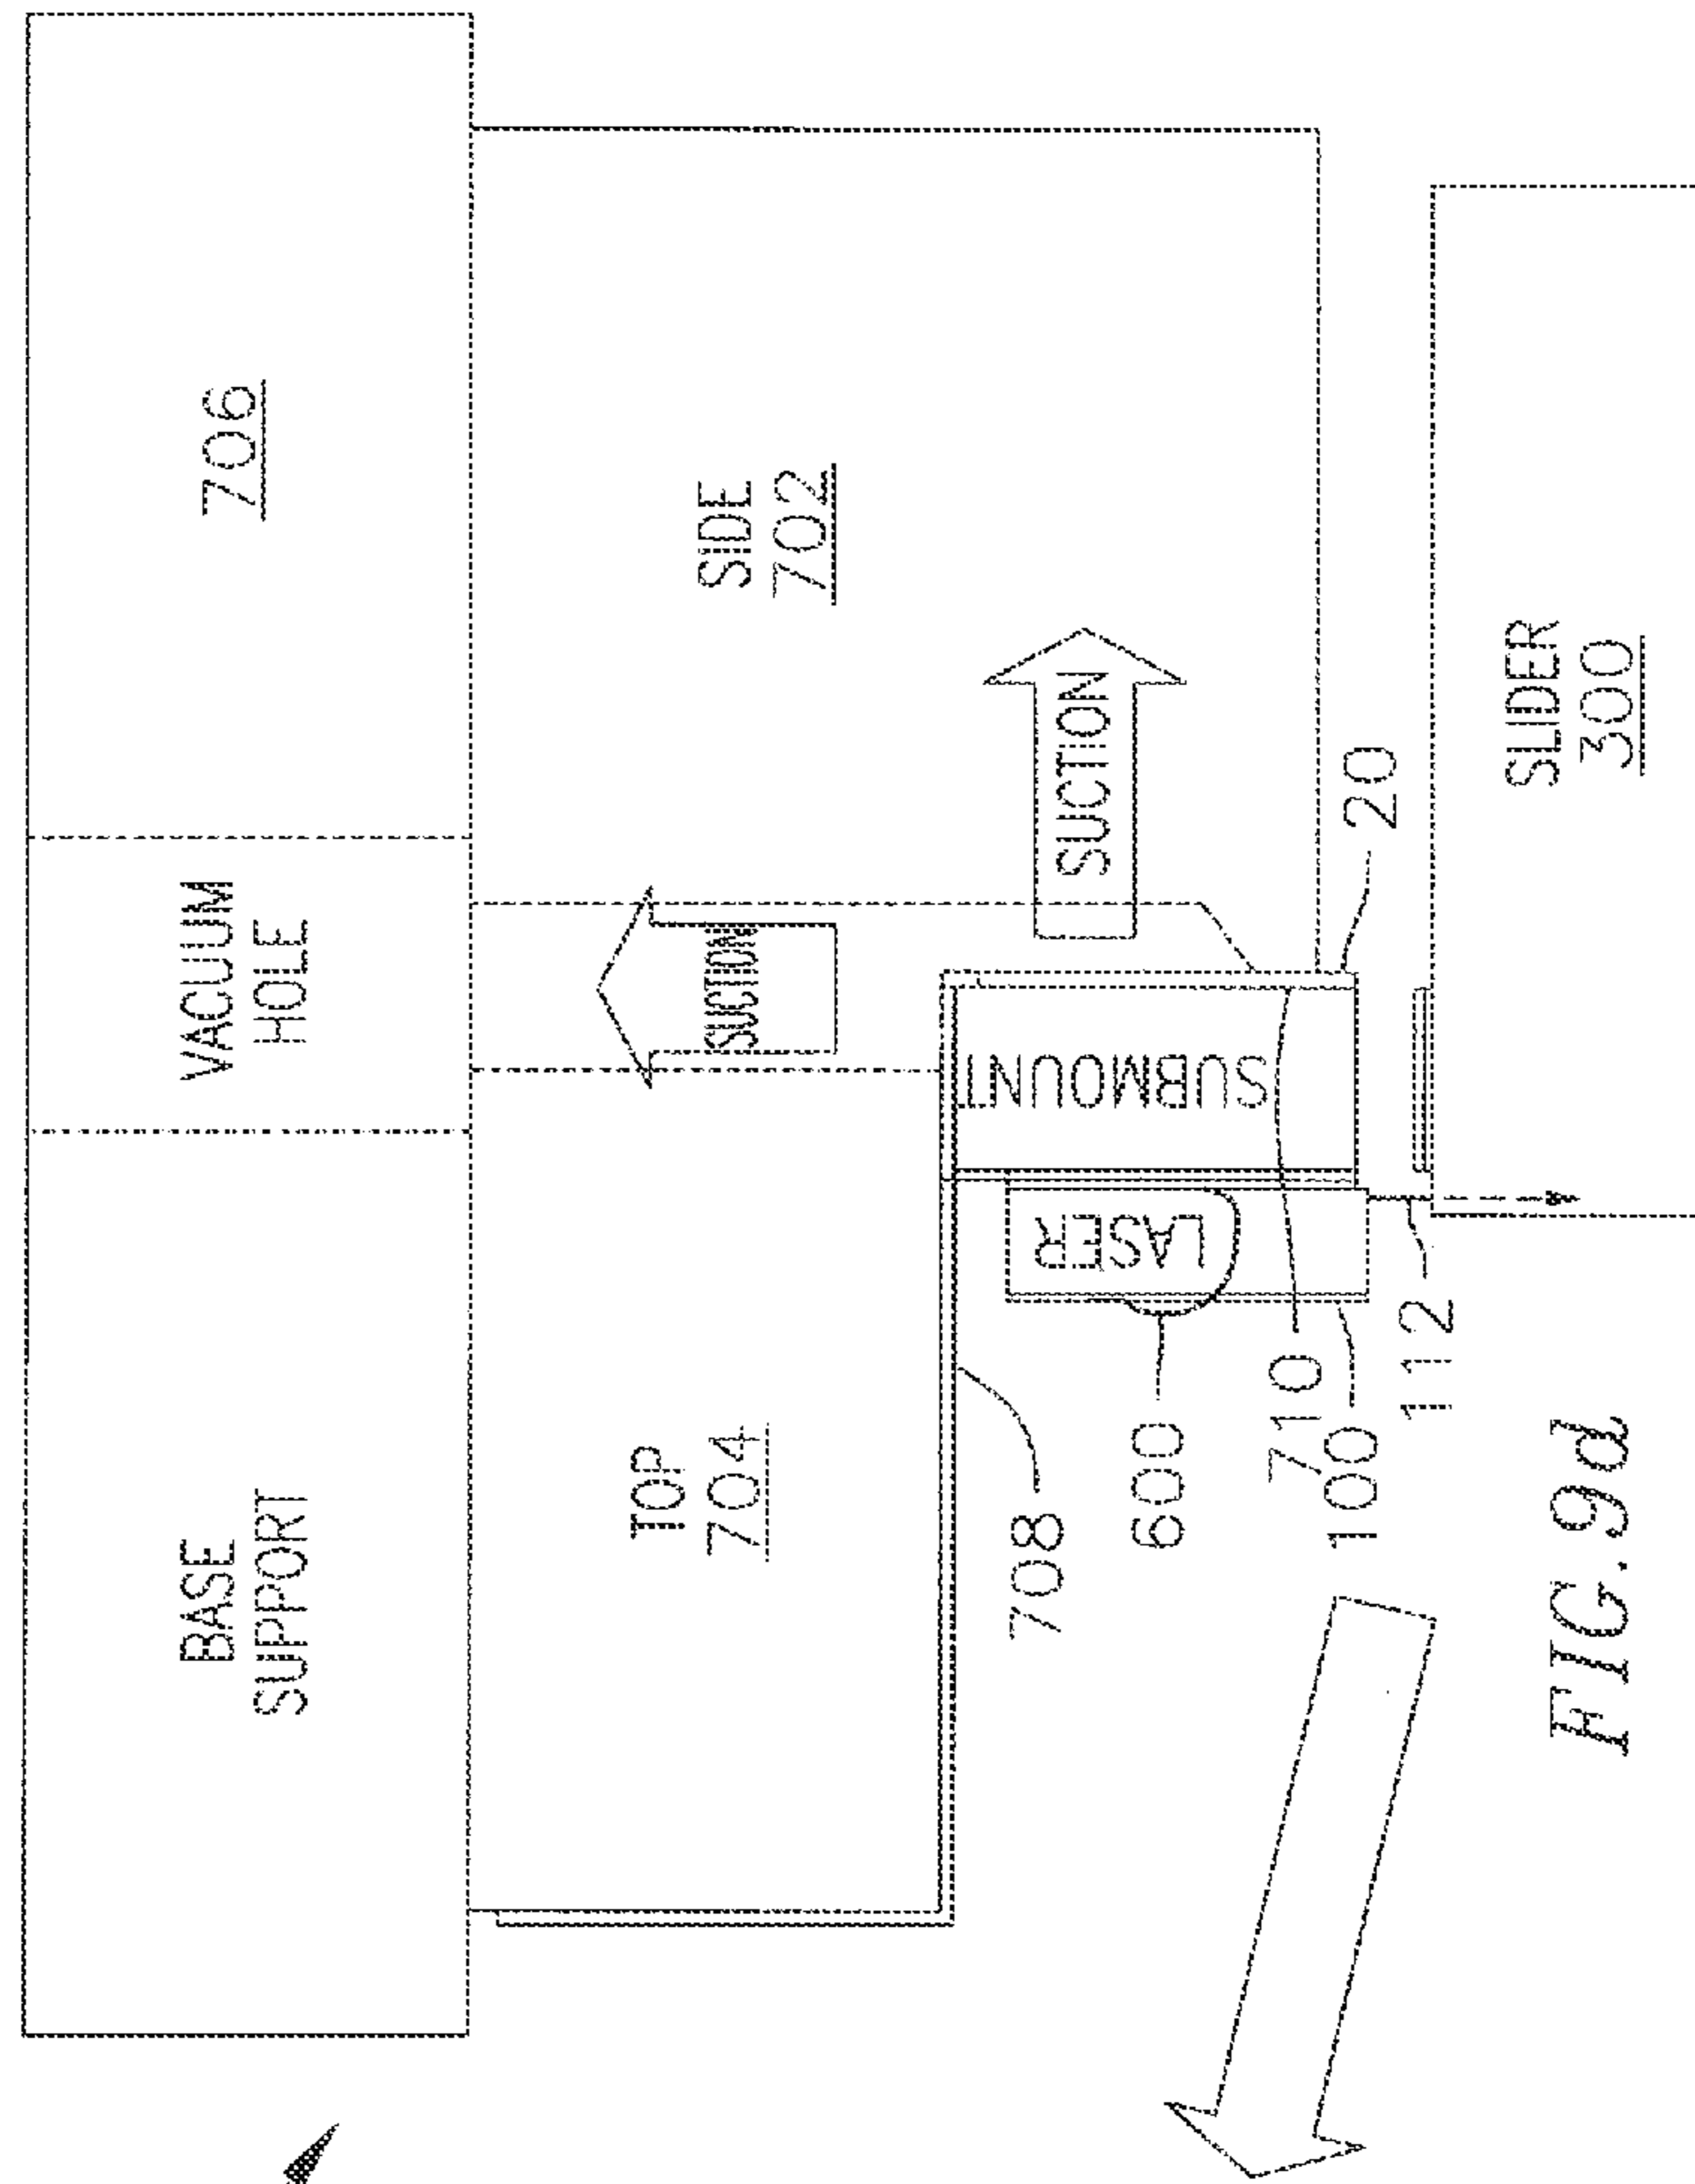 BASE
SUPPORT
VACUUM
HOLE
706
TOP
704
SUCTION
SIDE
702
708
600
LASER
SUBMOUNT
SUCTION
710
100
112
20
SLIDER
300
FIG. 9d